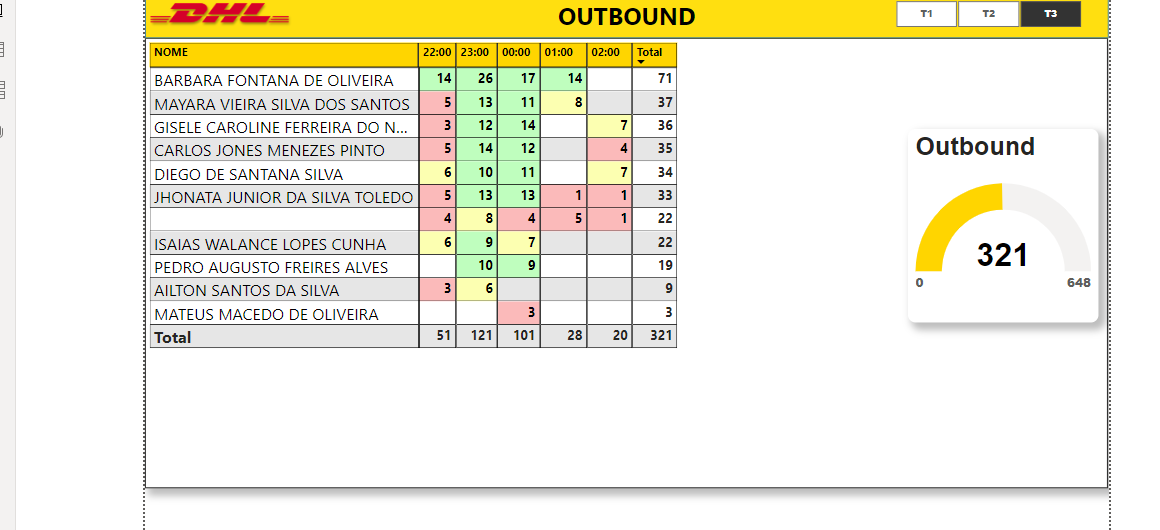 DHL OUTBOUND T1 T2 T3
NOME 22:00 23:00 00:00 01:00 02:00 Total
BARBARA FONTANA DE OLIVEIRA 14 26 17 14 71
MAYARA VIEIRA SILVA DOS SANTOS 5 13 11 8 37
GISELE CAROLINE FERREIRA DO N... 3 12 14 7 36
CARLOS JONES MENEZES PINTO 5 14 12 4 35
DIEGO DE SANTANA SILVA 6 10 11 7 34
JHONATA JUNIOR DA SILVA TOLEDO 5 13 13 1 1 33
4 8 4 5 1 22
ISAIAS WALANCE LOPES CUNHA 6 9 7 22
PEDRO AUGUSTO FREIRES ALVES 10 9 19
AILTON SANTOS DA SILVA 3 6 9
MATEUS MACEDO DE OLIVEIRA 3 3
Total 51 121 101 28 20 321
Outbound
321
0 648